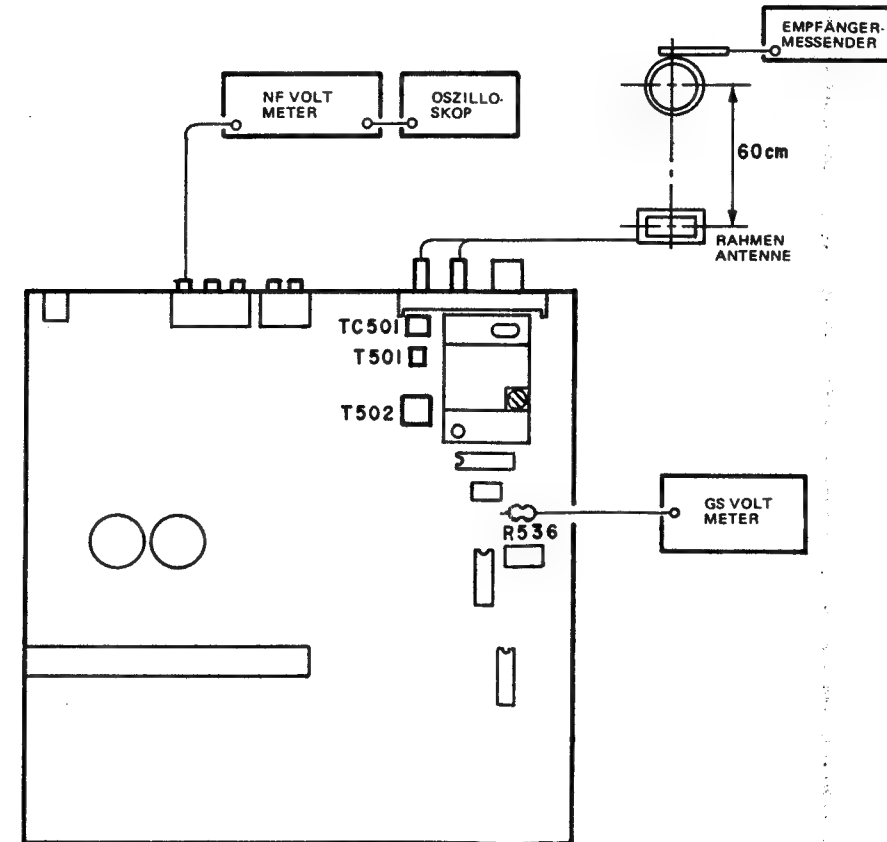 EMPFÄNGER-
MESSENDER
NF VOLT
METER
OSZILLO-
SKOP
60cm
RAHMEN
ANTENNE
TC501
T501
T502
GS VOLT
METER
R536